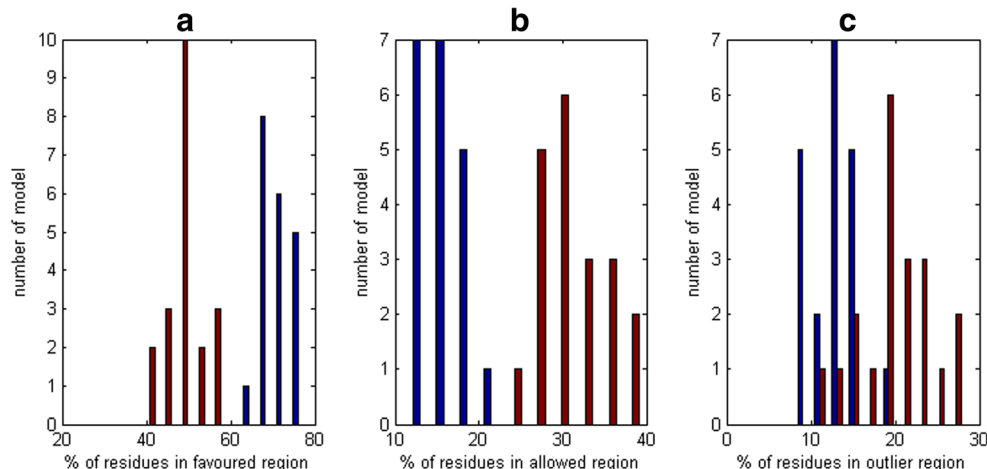 a b c
number of model
10
9
8
7
6
5
4
3
2
1
0
20 40 60 80
% of residues in favoured region
number of model
7
6
5
4
3
2
1
0
10 20 30 40
% of residues in allowed region
number of model
7
6
5
4
3
2
1
0
0 10 20 30
% of residues in outlier region